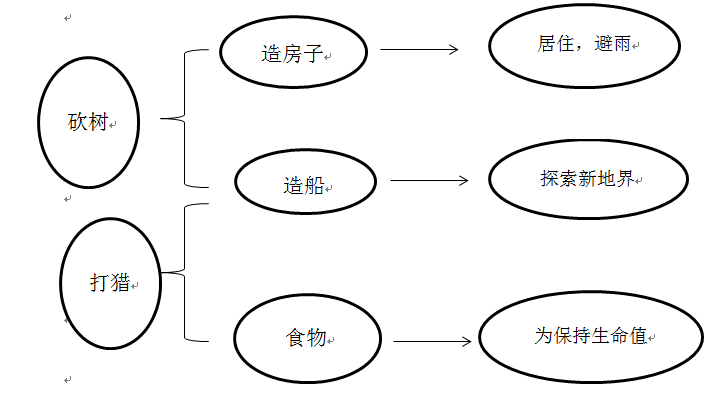 造房子
居住，避雨
砍树
造船
探索新地界
打猎
食物
为保持生命值